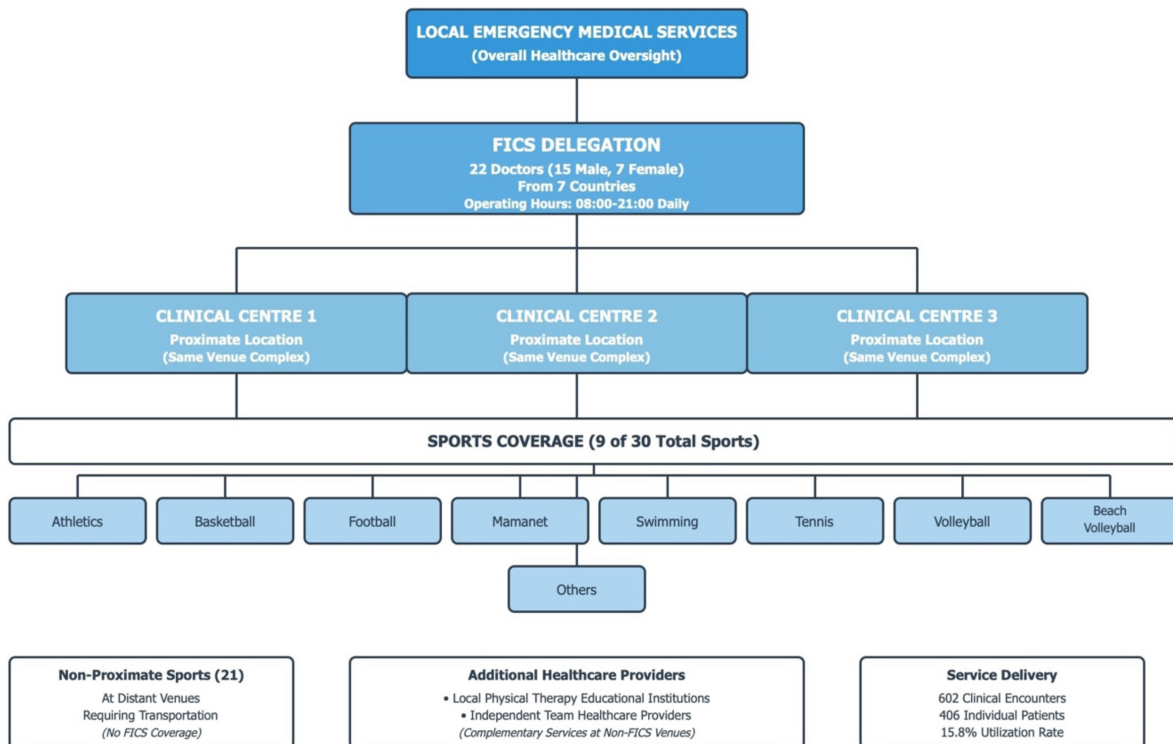 LOCAL EMERGENCY MEDICAL SERVICES
(Overall Healthcare Oversight)
FICS DELEGATION
22 Doctors (15 Male, 7 Female)
From 7 Countries
Operating Hours: 08:00-21:00 Daily
CLINICAL CENTRE 1
Proximate Location
(Same Venue Complex)
CLINICAL CENTRE 2
Proximate Location
(Same Venue Complex)
CLINICAL CENTRE 3
Proximate Location
(Same Venue Complex)
SPORTS COVERAGE (9 of 30 Total Sports)
Athletics
Basketball
Football
Mamanet
Swimming
Tennis
Volleyball
Beach
Volleyball
Others
Non-Proximate Sports (21)
At Distant Venues
Requiring Transportation
(No FICS Coverage)
Additional Healthcare Providers
• Local Physical Therapy Educational Institutions
• Independent Team Healthcare Providers
(Complementary Services at Non-FICS Venues)
Service Delivery
602 Clinical Encounters
406 Individual Patients
15.8% Utilization Rate